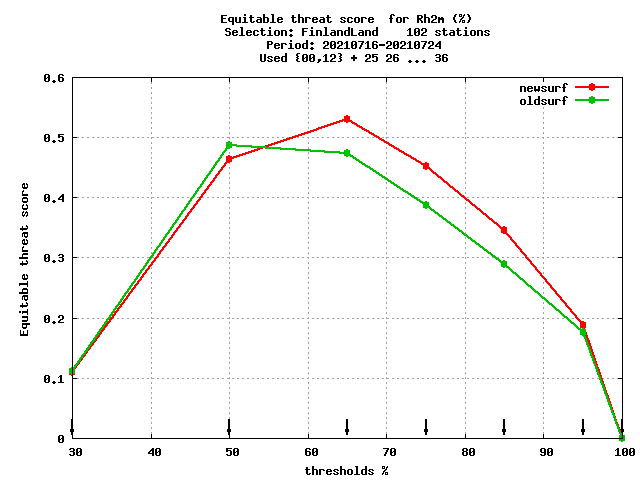 Equitable threat score  for Rh2m (%)
Selection: FinlandLand    102 stations
Period: 20210716-20210724
Used {00,12} + 25 26 ... 36
newsurf
oldsurf
0.6
0.5
0.4
0.3
0.2
0.1
0
Equitable threat score
30 40 50 60 70 80 90 100
thresholds %